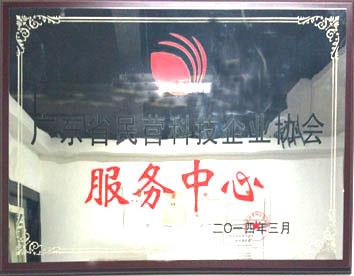 广东省民营科技企业协会
服务中心
二〇一四年三月